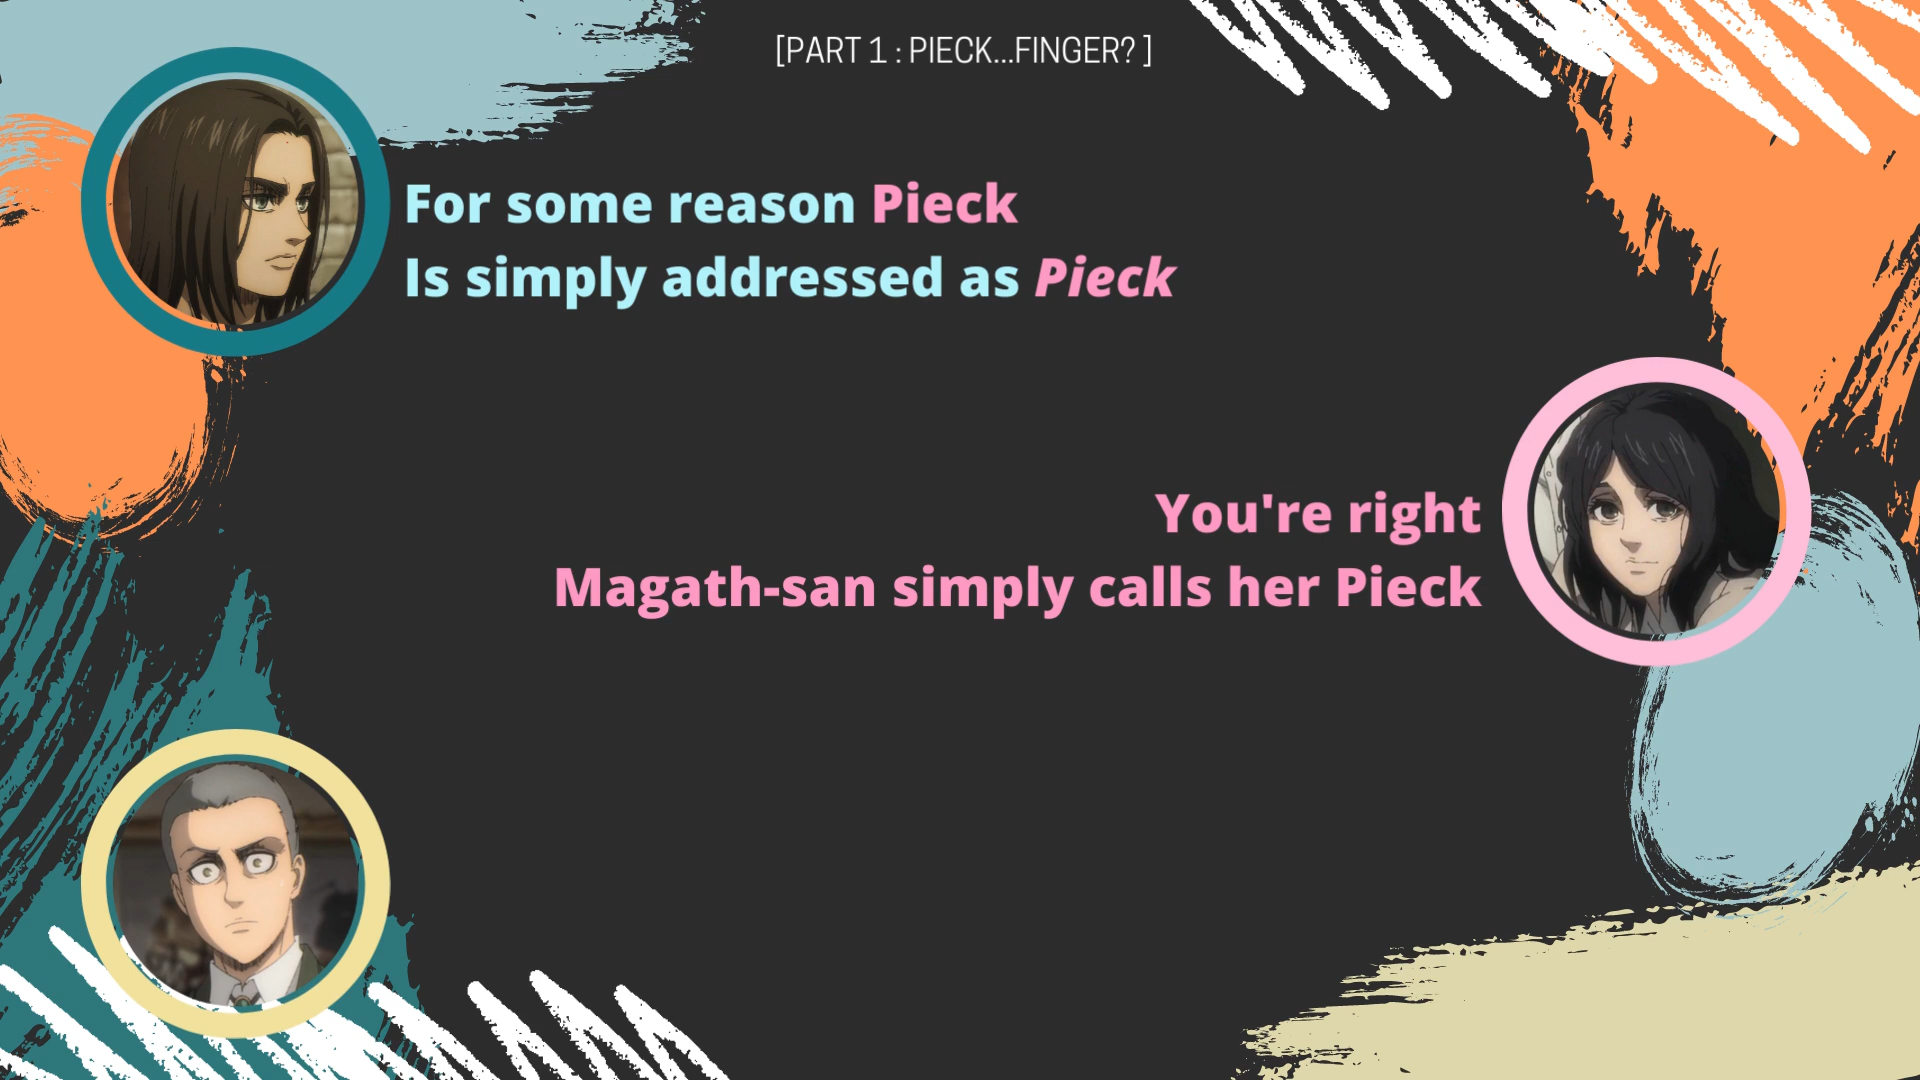 [PART 1 : PIECK...FINGER? ]
For some reason Pieck
Is simply addressed as Pieck
You're right
Magath-san simply calls her Pieck